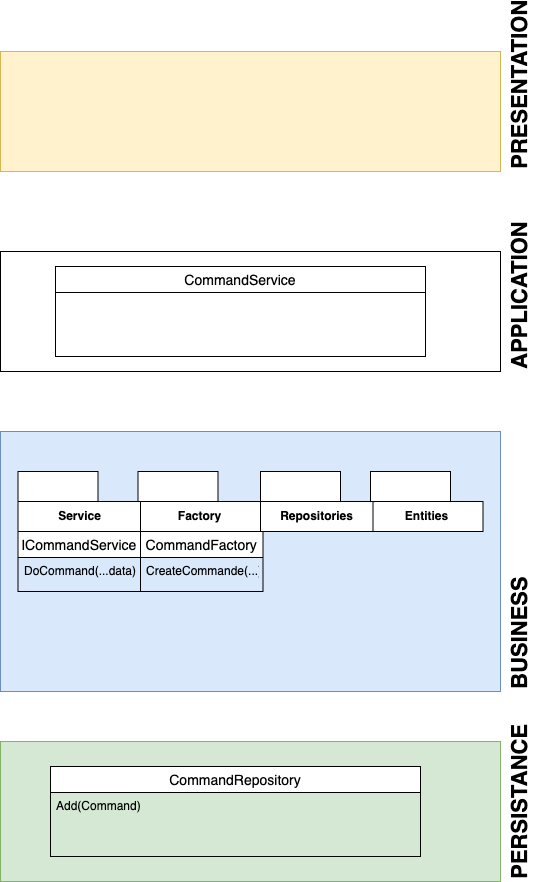 PRESENTATION
APPLICATION
CommandService
BUSINESS
Service
Factory
Repositories
Entities
ICommandService
CommandFactory
DoCommand(...data)
CreateCommande(...
PERSISTANCE
CommandRepository
Add(Command)